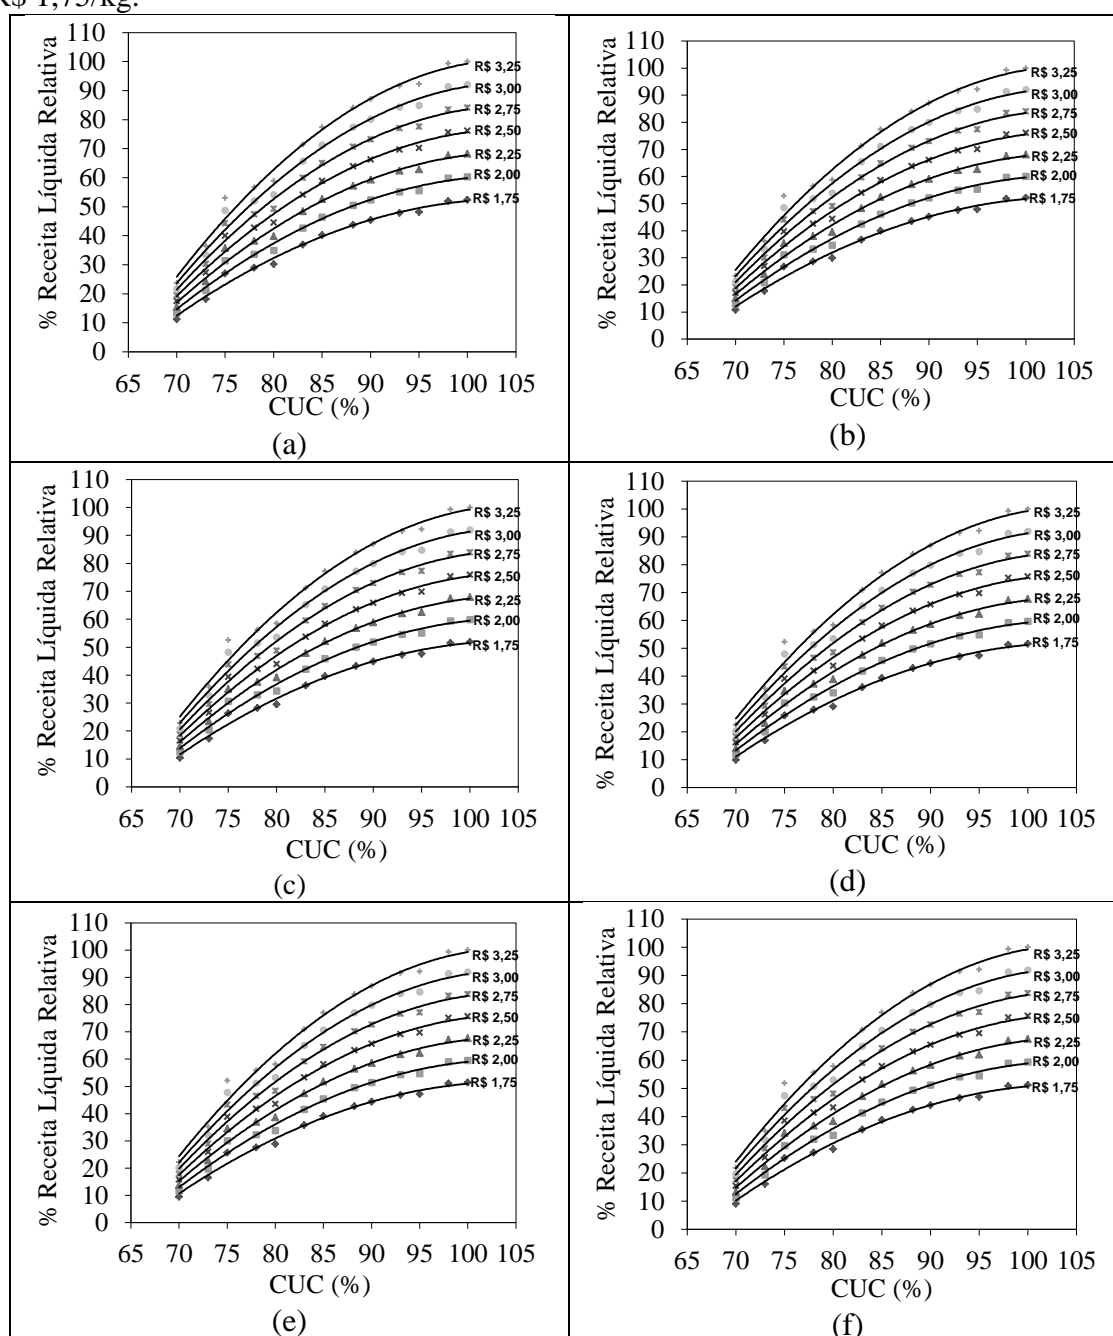 R$ 1,75/kg.
% Receita Líquida Relativa
110
100
90
80
70
60
50
40
30
20
10
0
R$ 3,25
R$ 3,00
R$ 2,75
R$ 2,50
R$ 2,25
R$ 2,00
R$ 1,75
65 70 75 80 85 90 95 100 105
CUC (%)
(a)
% Receita Líquida Relativa
110
100
90
80
70
60
50
40
30
20
10
0
R$ 3,25
R$ 3,00
R$ 2,75
R$ 2,50
R$ 2,25
R$ 2,00
R$ 1,75
65 70 75 80 85 90 95 100 105
CUC (%)
(b)
% Receita Líquida Relativa
110
100
90
80
70
60
50
40
30
20
10
0
R$ 3,25
R$ 3,00
R$ 2,75
R$ 2,50
R$ 2,25
R$ 2,00
R$ 1,75
65 70 75 80 85 90 95 100 105
CUC (%)
(c)
% Receita Líquida Relativa
110
100
90
80
70
60
50
40
30
20
10
0
R$ 3,25
R$ 3,00
R$ 2,75
R$ 2,50
R$ 2,25
R$ 2,00
R$ 1,75
65 70 75 80 85 90 95 100 105
CUC (%)
(d)
% Receita Líquida Relativa
110
100
90
80
70
60
50
40
30
20
10
0
R$ 3,25
R$ 3,00
R$ 2,75
R$ 2,50
R$ 2,25
R$ 2,00
R$ 1,75
65 70 75 80 85 90 95 100 105
CUC (%)
(e)
% Receita Líquida Relativa
110
100
90
80
70
60
50
40
30
20
10
0
R$ 3,25
R$ 3,00
R$ 2,75
R$ 2,50
R$ 2,25
R$ 2,00
R$ 1,75
65 70 75 80 85 90 95 100 105
CUC (%)
(f)